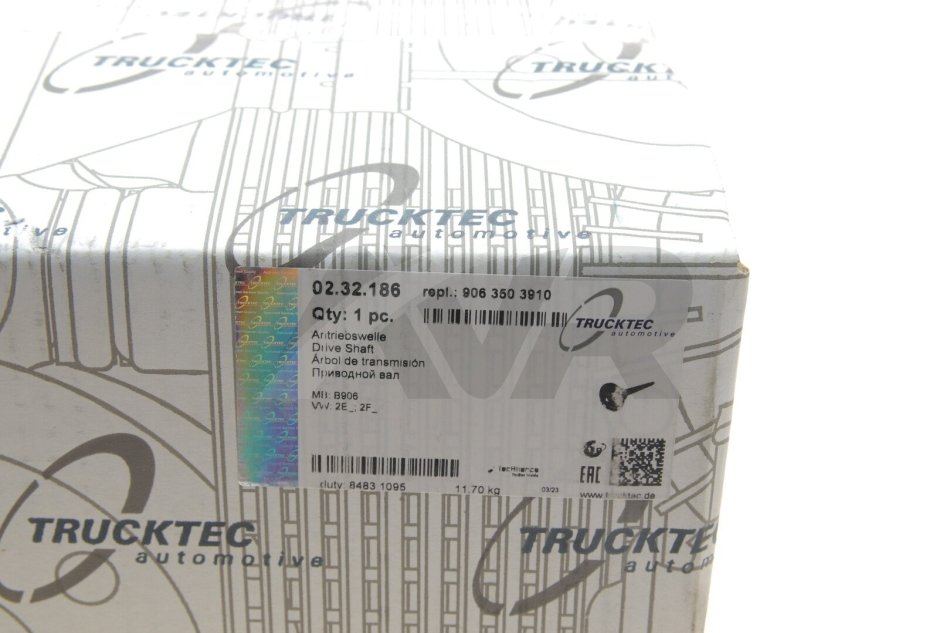 TRUCKTEC
automotive
TRUCKTEC
automotive
TRUCKTEC
automotive
02.32.186 repl.: 906 350 3910
Qty: 1 pc.
TRUCKTEC
automotive
Antriebswelle
Drive Shaft
Árbol de transmisión
Приводной вал
MB: B906
VW: 2E_; 2F_
TecAlliance
EAC
duty: 8483 1095 11.70 kg 03/23 www.trucktec.de
KVR
TRUCKTEC
automotive
TRUCKTEC